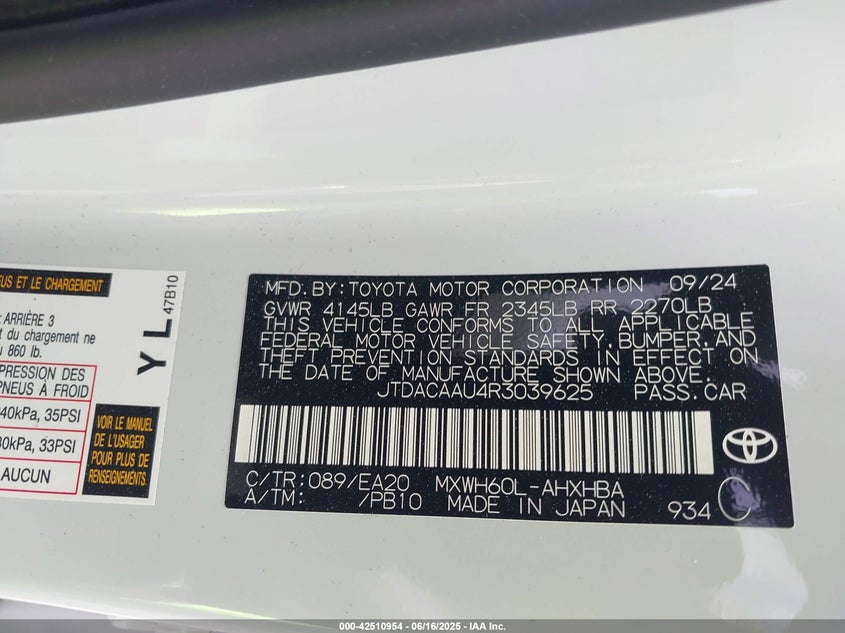 EUS ET LE CHARGEMENT
: ARRIÈRE 3
t du chargement ne
u 860 lb.
PRESSION DES
PNEUS À FROID
40kPa, 35PSI
30kPa, 33PSI
AUCUN
VOIR LE MANUEL
DE L'USAGER
POUR PLUS DE
RENSEIGNEMENTS.
YL
47B10
MFD.BY:TOYOTA MOTOR CORPORATION 09/24
GVWR 4145LB GAWR FR 2345LB RR 2270LB
THIS VEHICLE CONFORMS TO ALL APPLICABLE
FEDERAL MOTOR VEHICLE SAFETY,BUMPER,AND
THEFT PREVENTION STANDARDS IN EFFECT ON
THE DATE OF MANUFACTURE SHOWN ABOVE.
JTDACAAU4R3039625 PASS.CAR
C/TR:089/EA20 MXWH60L-AHXHBA
A/TM: /PB10 MADE IN JAPAN 934 C
000-42510954 - 06/16/2025 - IAA Inc.